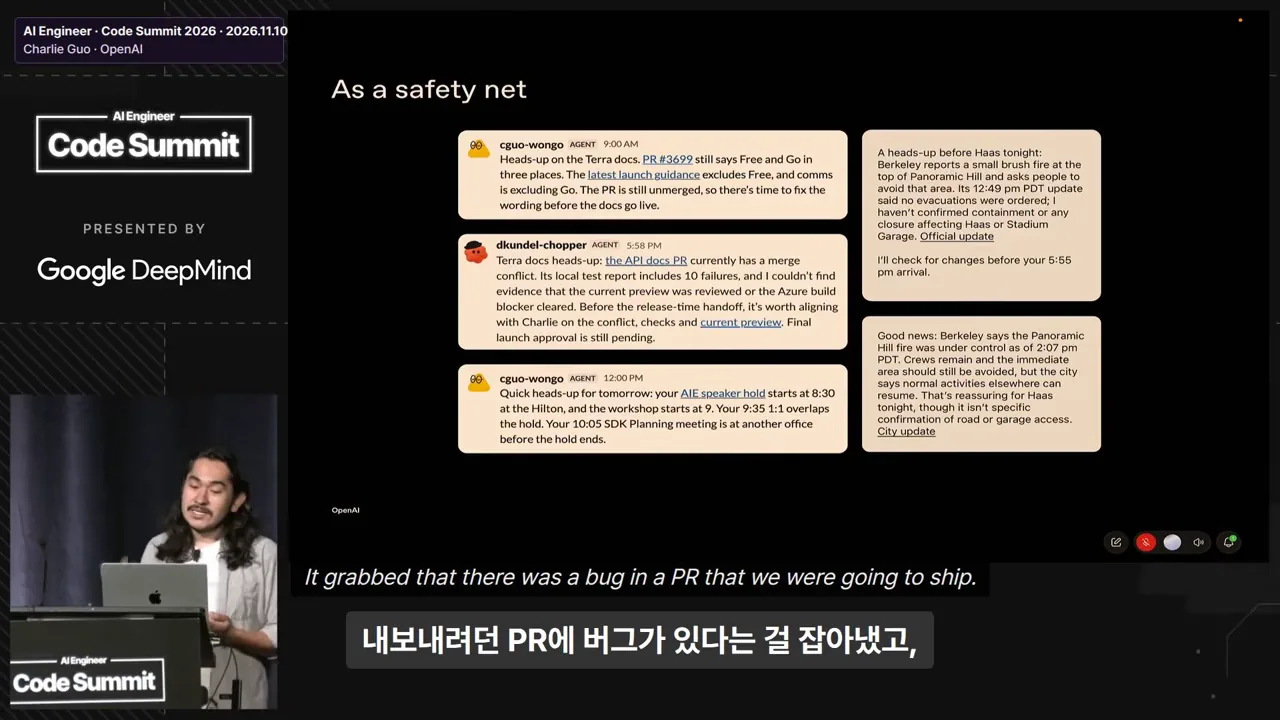 AI Engineer · Code Summit 2026 · 2026.11.10
Charlie Guo · OpenAI
AI Engineer
Code Summit
PRESENTED BY
Google DeepMind
As a safety net
cguo-wongo AGENT 9:00 AM
Heads-up on the Terra docs. PR #3699 still says Free and Go in
three places. The latest launch guidance excludes Free, and comms
is excluding Go. The PR is still unmerged, so there's time to fix the
wording before the docs go live.
dkundel-chopper AGENT 5:58 PM
Terra docs heads-up: the API docs PR currently has a merge
conflict. Its local test report includes 10 failures, and I couldn't find
evidence that the current preview was reviewed or the Azure build
blocker cleared. Before the release-time handoff, it's worth aligning
with Charlie on the conflict, checks and current preview. Final
launch approval is still pending.
cguo-wongo AGENT 12:00 PM
Quick heads-up for tomorrow: your AIE speaker hold starts at 8:30
at the Hilton, and the workshop starts at 9. Your 9:35 1:1 overlaps
the hold. Your 10:05 SDK Planning meeting is at another office
before the hold ends.
A heads-up before Haas tonight:
Berkeley reports a small brush fire at the
top of Panoramic Hill and asks people to
avoid that area. Its 12:49 pm PDT update
said no evacuations were ordered; I
haven't confirmed containment or any
closure affecting Haas or Stadium
Garage. Official update
I'll check for changes before your 5:55
pm arrival.
Good news: Berkeley says the Panoramic
Hill fire was under control as of 2:07 pm
PDT. Crews remain and the immediate
area should still be avoided, but the city
says normal activities elsewhere can
resume. That's reassuring for Haas
tonight, though it isn't specific
confirmation of road or garage access.
City update
OpenAI
It grabbed that there was a bug in a PR that we were going to ship.
내보내려던 PR에 버그가 있다는 걸 잡아냈고,
AI Engineer
Code Summit